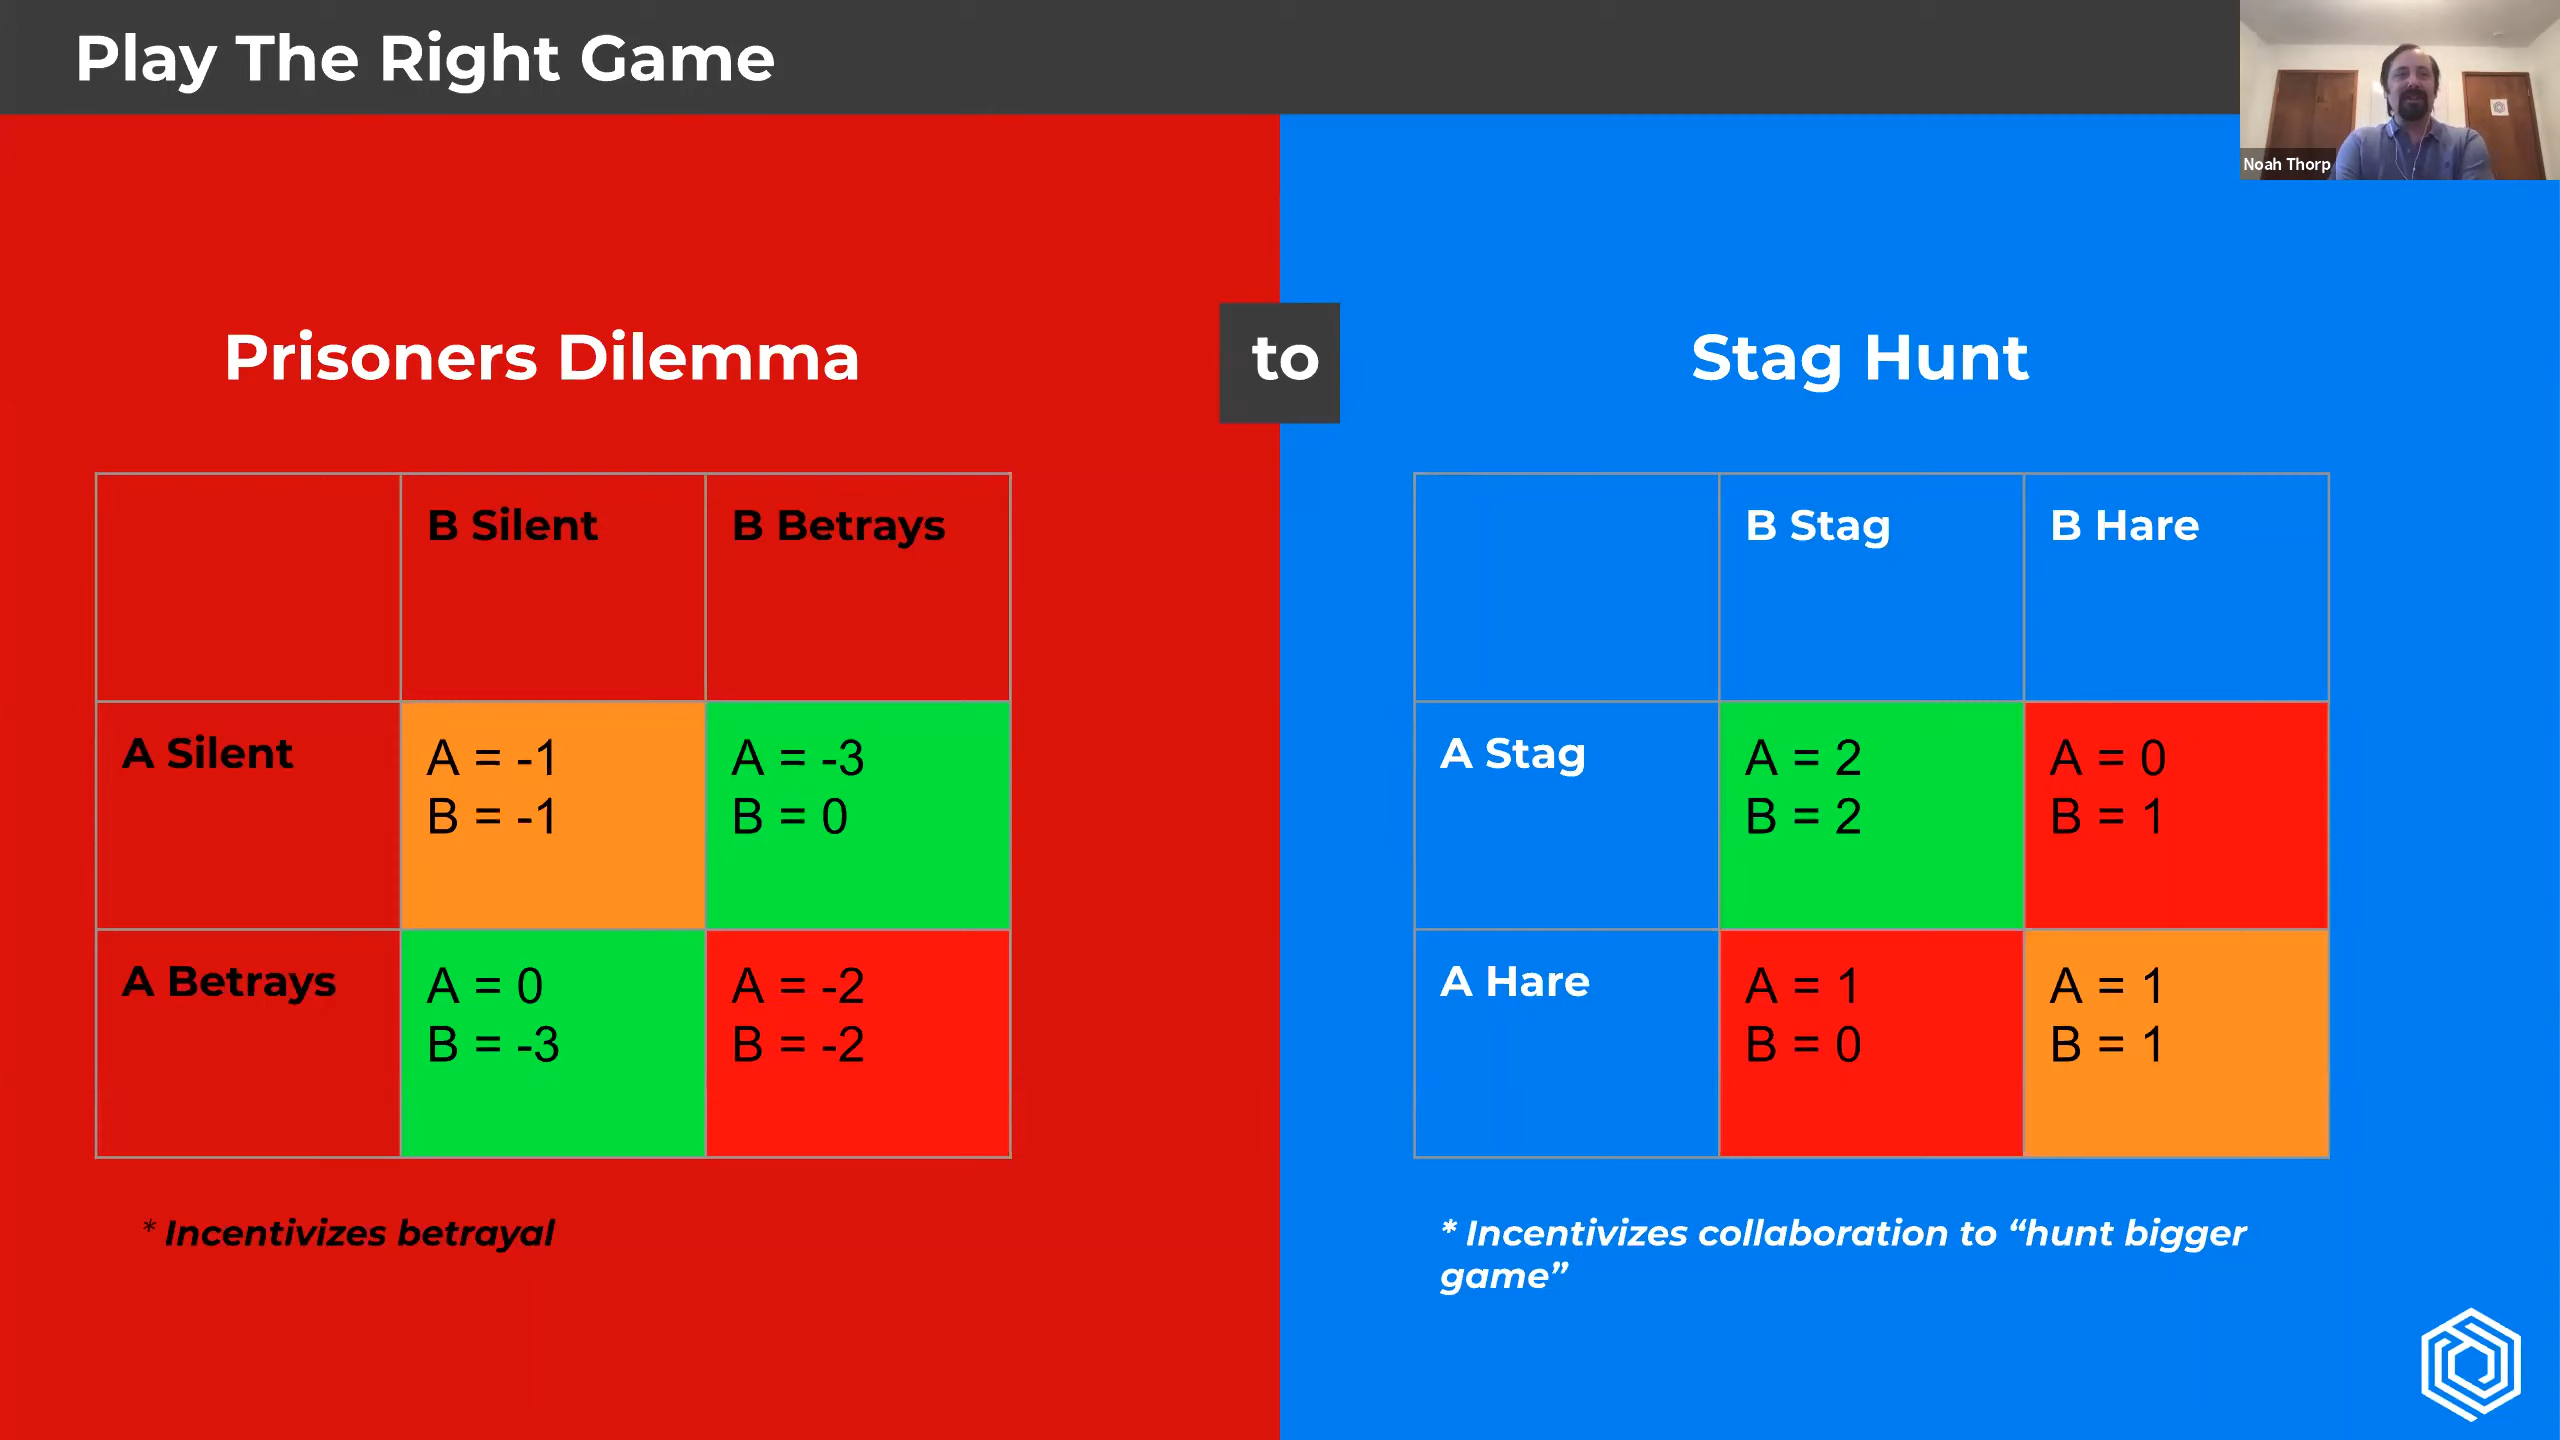 Play The Right Game
Noah Thorp
Prisoners Dilemma
to
Stag Hunt
B Silent
B Betrays
A Silent
A = -1
B = -1
A = -3
B = 0
A Betrays
A = 0
B = -3
A = -2
B = -2
* Incentivizes betrayal
B Stag
B Hare
A Stag
A = 2
B = 2
A = 0
B = 1
A Hare
A = 1
B = 0
A = 1
B = 1
* Incentivizes collaboration to “hunt bigger
game”